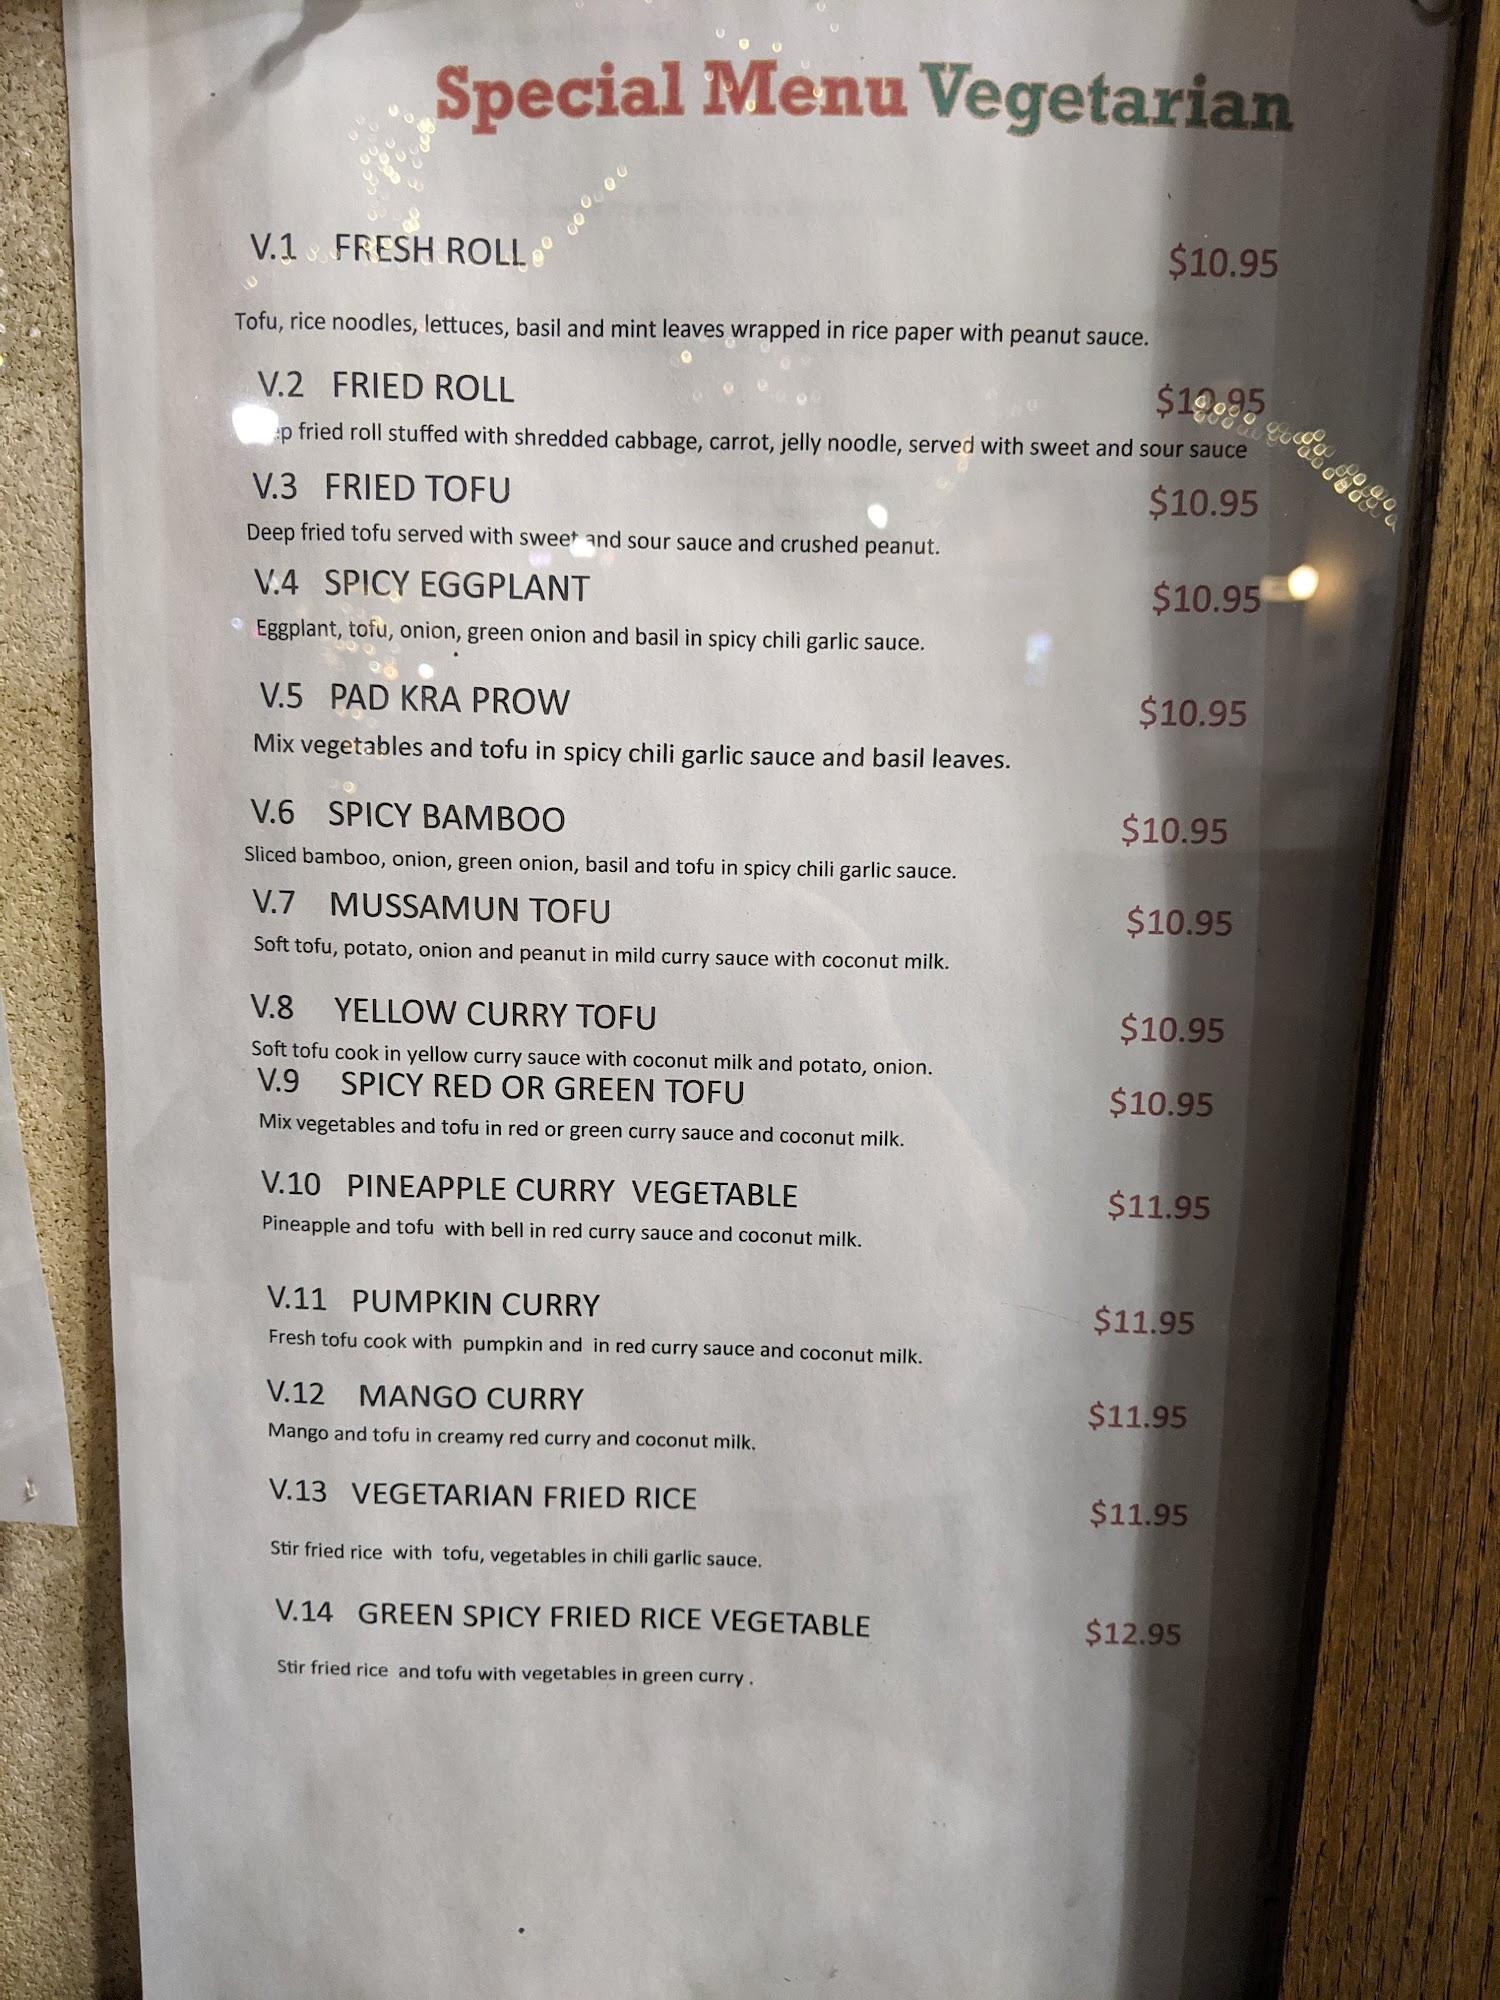 Special Menu Vegetarian
V.1 FRESH ROLL $10.95
Tofu, rice noodles, lettuces, basil and mint leaves wrapped in rice paper with peanut sauce.
V.2 FRIED ROLL $10.95
fried roll stuffed with shredded cabbage, carrot, jelly noodle, served with sweet and sour sauce
V.3 FRIED TOFU $10.95
Deep fried tofu served with sweet and sour sauce and crushed peanut.
V.4 SPICY EGGPLANT $10.95
Eggplant, tofu, onion, green onion and basil in spicy chili garlic sauce.
V.5 PAD KRA PROW $10.95
Mix vegetables and tofu in spicy chili garlic sauce and basil leaves.
V.6 SPICY BAMBOO $10.95
Sliced bamboo, onion, green onion, basil and tofu in spicy chili garlic sauce.
V.7 MUSSAMUN TOFU $10.95
Soft tofu, potato, onion and peanut in mild curry sauce with coconut milk.
V.8 YELLOW CURRY TOFU $10.95
Soft tofu cook in yellow curry sauce with coconut milk and potato, onion.
V.9 SPICY RED OR GREEN TOFU $10.95
Mix vegetables and tofu in red or green curry sauce and coconut milk.
V.10 PINEAPPLE CURRY VEGETABLE $11.95
Pineapple and tofu with bell in red curry sauce and coconut milk.
V.11 PUMPKIN CURRY $11.95
Fresh tofu cook with pumpkin and in red curry sauce and coconut milk.
V.12 MANGO CURRY $11.95
Mango and tofu in creamy red curry and coconut milk.
V.13 VEGETARIAN FRIED RICE $11.95
Stir fried rice with tofu, vegetables in chili garlic sauce.
V.14 GREEN SPICY FRIED RICE VEGETABLE $12.95
Stir fried rice and tofu with vegetables in green curry .